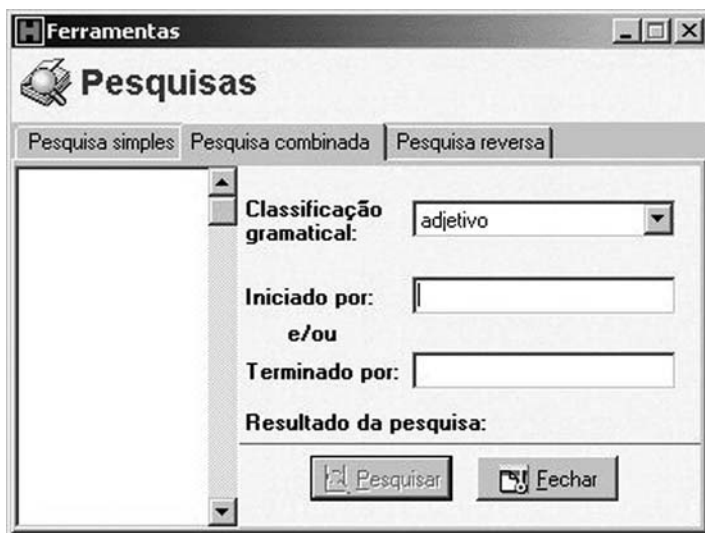 Ferramentas
Pesquisas
Pesquisa simples Pesquisa combinada Pesquisa reversa
Classificação
gramatical:
adjetivo
Iniciado por:
e/ou
Terminado por:
Resultado da pesquisa:
Pesquisar Fechar